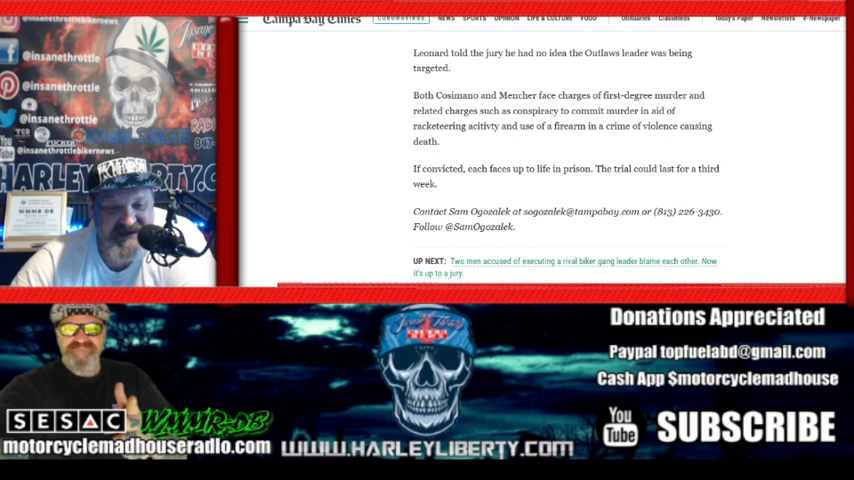 Tampa Bay Times
CORONAVIRUS NEWS SPORTS OPINION LIFE & CULTURE FOOD Obituaries Classifieds Today's Paper Newsletters e-Newspaper
Leonard told the jury he had no idea the Outlaws leader was being
targeted.
Both Cosimano and Mencher face charges of first-degree murder and
related charges such as conspiracy to commit murder in aid of
racketeering acitivty and use of a firearm in a crime of violence causing
death.
If convicted, each faces up to life in prison. The trial could last for a third
week.
Contact Sam Ogozalek at sogozalek@tampabay.com or (813) 226-3430.
Follow @SamOgozalek.
UP NEXT: Two men accused of executing a rival biker gang leader blame each other. Now
it's up to a jury.
@insanethrottle
@insanethrottle
@insanethrottle
@insanethrottlebikernews
HARLEYLIBERTY.C
WMMR-DB
SESAC WMMR-DB
motorcyclemadhouseradio.com
WWW.HARLEYLIBERTY.COM
Donations Appreciated
Paypal topfuelabd@gmail.com
Cash App $motorcyclemadhouse
You
Tube
SUBSCRIBE